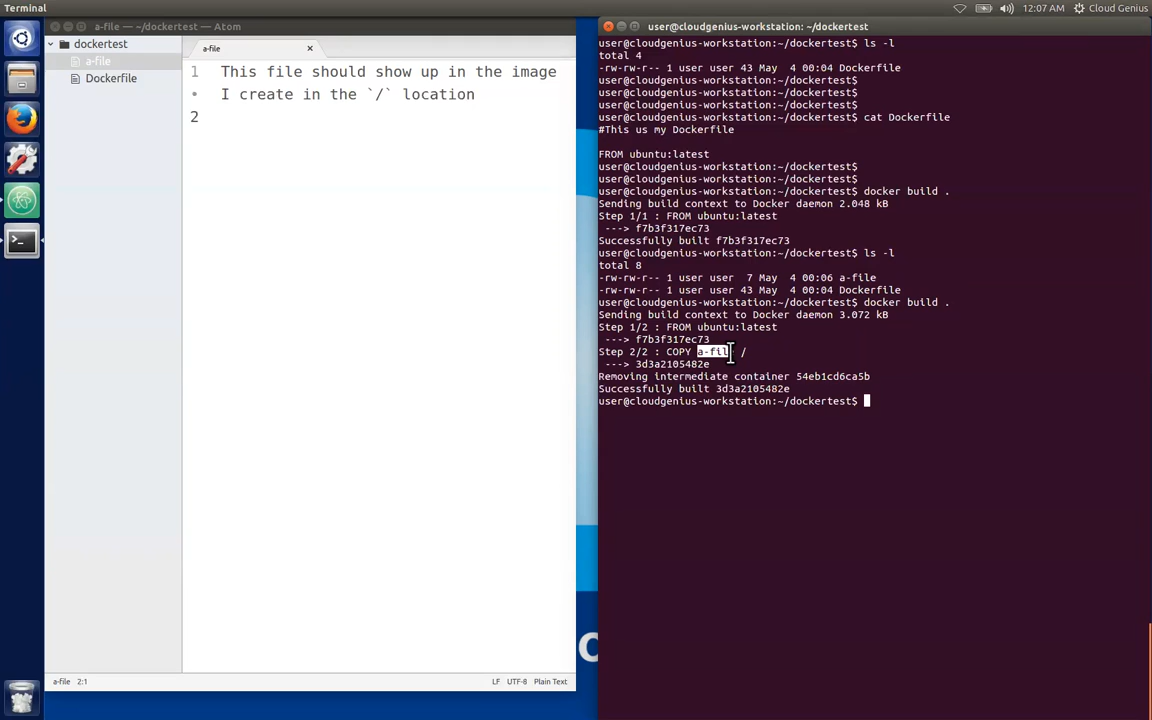 Terminal
12:07 AM
Cloud Genius
a-file — ~/dockertest — Atom
dockertest
a-file
Dockerfile
a-file
1 This file should show up in the image
• I create in the `/` location
2
a-file 2:1
LF UTF-8 Plain Text
user@cloudgenius-workstation: ~/dockertest
user@cloudgenius-workstation:~/dockertest$ ls -l
total 4
-rw-rw-r-- 1 user user 43 May  4 00:04 Dockerfile
user@cloudgenius-workstation:~/dockertest$
user@cloudgenius-workstation:~/dockertest$
user@cloudgenius-workstation:~/dockertest$
user@cloudgenius-workstation:~/dockertest$ cat Dockerfile
#This us my Dockerfile
FROM ubuntu:latest
user@cloudgenius-workstation:~/dockertest$
user@cloudgenius-workstation:~/dockertest$
user@cloudgenius-workstation:~/dockertest$ docker build .
Sending build context to Docker daemon 2.048 kB
Step 1/1 : FROM ubuntu:latest
---> f7b3f317ec73
Successfully built f7b3f317ec73
user@cloudgenius-workstation:~/dockertest$ ls -l
total 8
-rw-rw-r-- 1 user user  7 May  4 00:06 a-file
-rw-rw-r-- 1 user user 43 May  4 00:04 Dockerfile
user@cloudgenius-workstation:~/dockertest$ docker build .
Sending build context to Docker daemon 3.072 kB
Step 1/2 : FROM ubuntu:latest
---> f7b3f317ec73
Step 2/2 : COPY a-fil /
---> 3d3a2105482e
Removing intermediate container 54eb1cd6ca5b
Successfully built 3d3a2105482e
user@cloudgenius-workstation:~/dockertest$